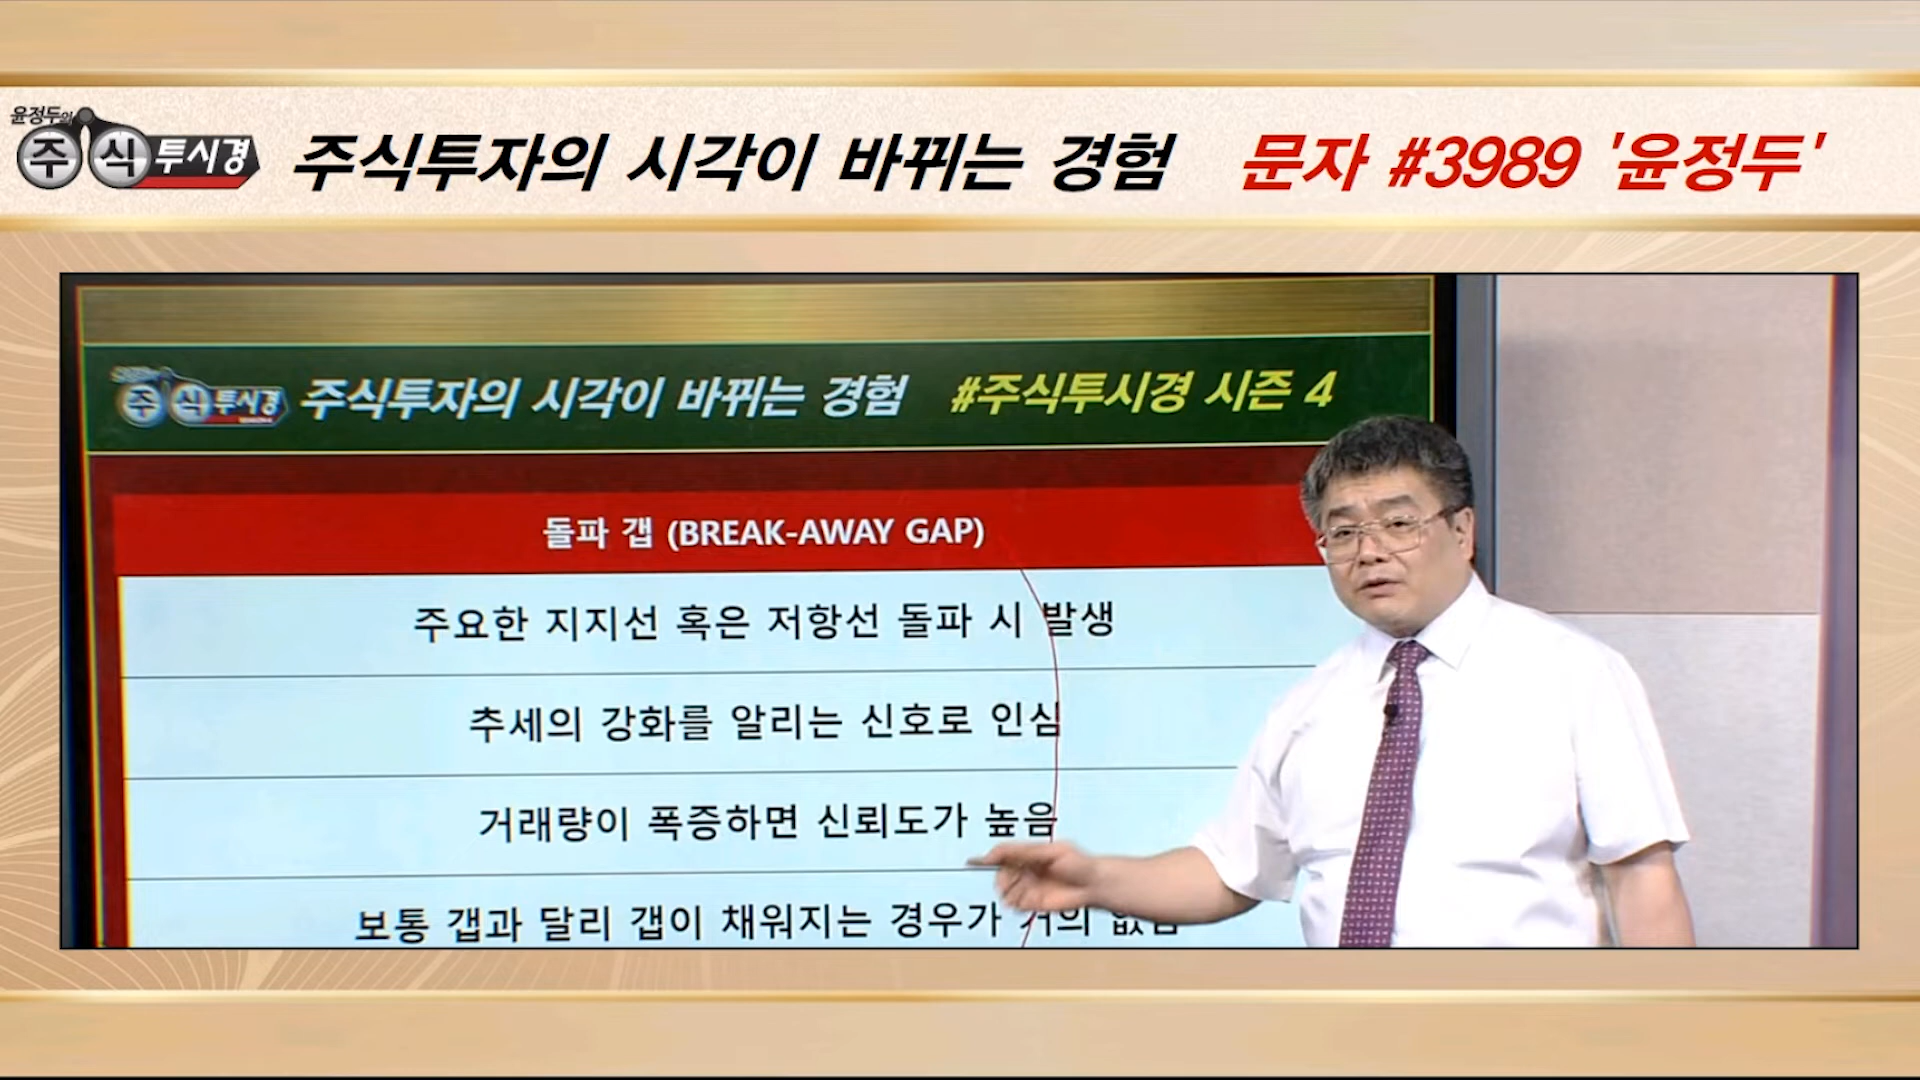 윤정두의
주식투시경
주식투자의 시각이 바뀌는 경험 문자 #3989 '윤정두'
주식투시경 주식투자의 시각이 바뀌는 경험 #주식투시경 시즌 4
돌파 갭 (BREAK-AWAY GAP)
주요한 지지선 혹은 저항선 돌파 시 발생
추세의 강화를 알리는 신호로 인심
거래량이 폭증하면 신뢰도가 높음
보통 갭과 달리 갭이 채워지는 경우가 거의 없음